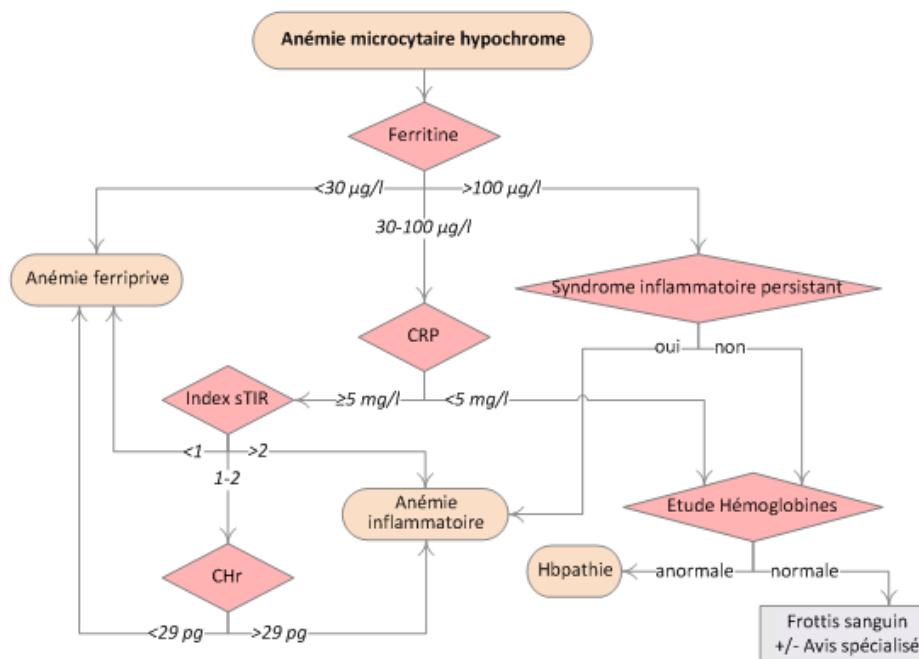 Anémie microcytaire hypochrome
Ferritine
<30 µg/l
>100 µg/l
30-100 µg/l
Anémie ferriprive
Syndrome inflammatoire persistant
CRP
oui
non
Index sTIR
≥5 mg/l
<5 mg/l
<1
>2
1-2
Anémie
inflammatoire
Etude Hémoglobines
CHr
Hbpathie
anormale
normale
<29 pg
>29 pg
Frottis sanguin
+/- Avis spécialisé